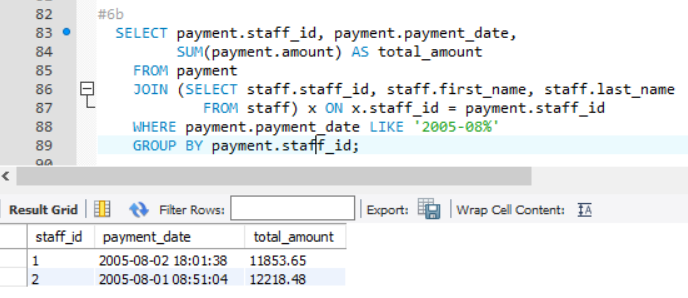 82 #6b
83 SELECT payment.staff_id, payment.payment_date,
84 SUM(payment.amount) AS total_amount
85 FROM payment
86 JOIN (SELECT staff.staff_id, staff.first_name, staff.last_name
87 FROM staff) x ON x.staff_id = payment.staff_id
88 WHERE payment.payment_date LIKE '2005-08%'
89 GROUP BY payment.staff_id;
90
Result Grid Filter Rows: Export: Wrap Cell Content: IA
staff_id payment_date total_amount
1 2005-08-02 18:01:38 11853.65
2 2005-08-01 08:51:04 12218.48